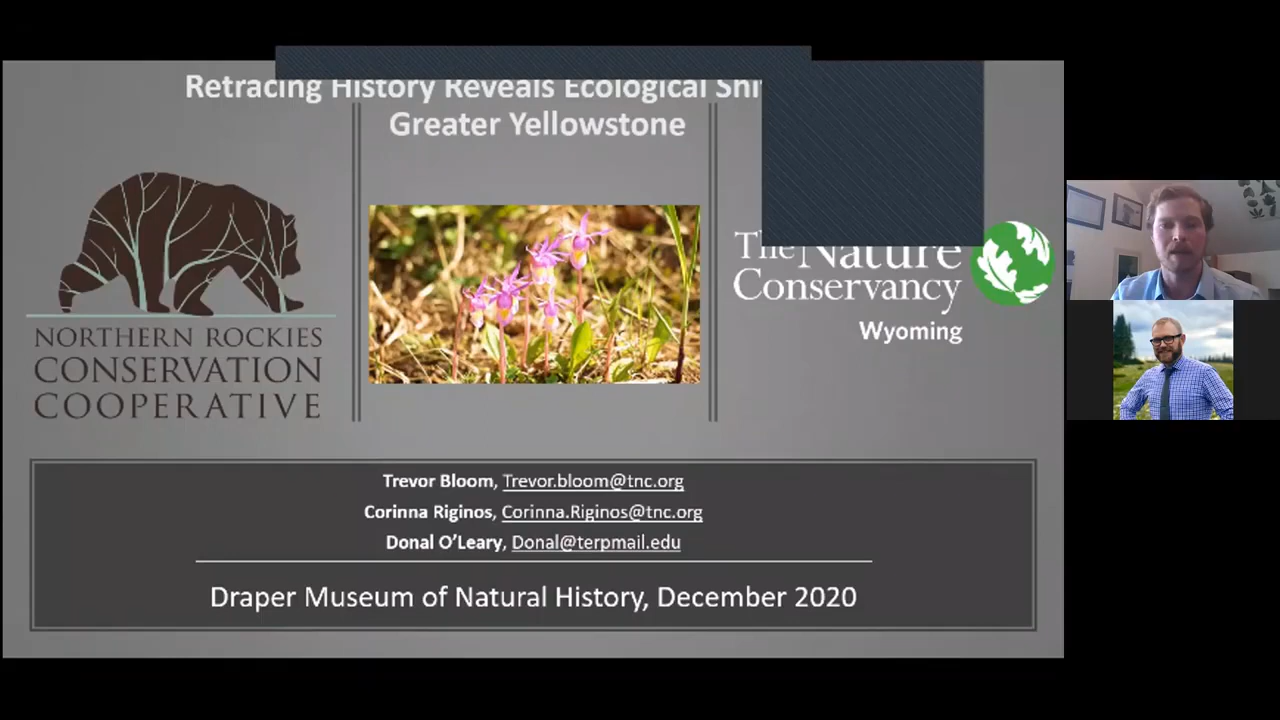 Retracing History Reveals Ecological
Greater Yellowstone
NORTHERN ROCKIES
CONSERVATION
COOPERATIVE
The Nature
Conservancy
Wyoming
Trevor Bloom, Trevor.bloom@tnc.org
Corinna Riginos, Corinna.Riginos@tnc.org
Donal O'Leary, Donal@terpmail.edu
Draper Museum of Natural History, December 2020